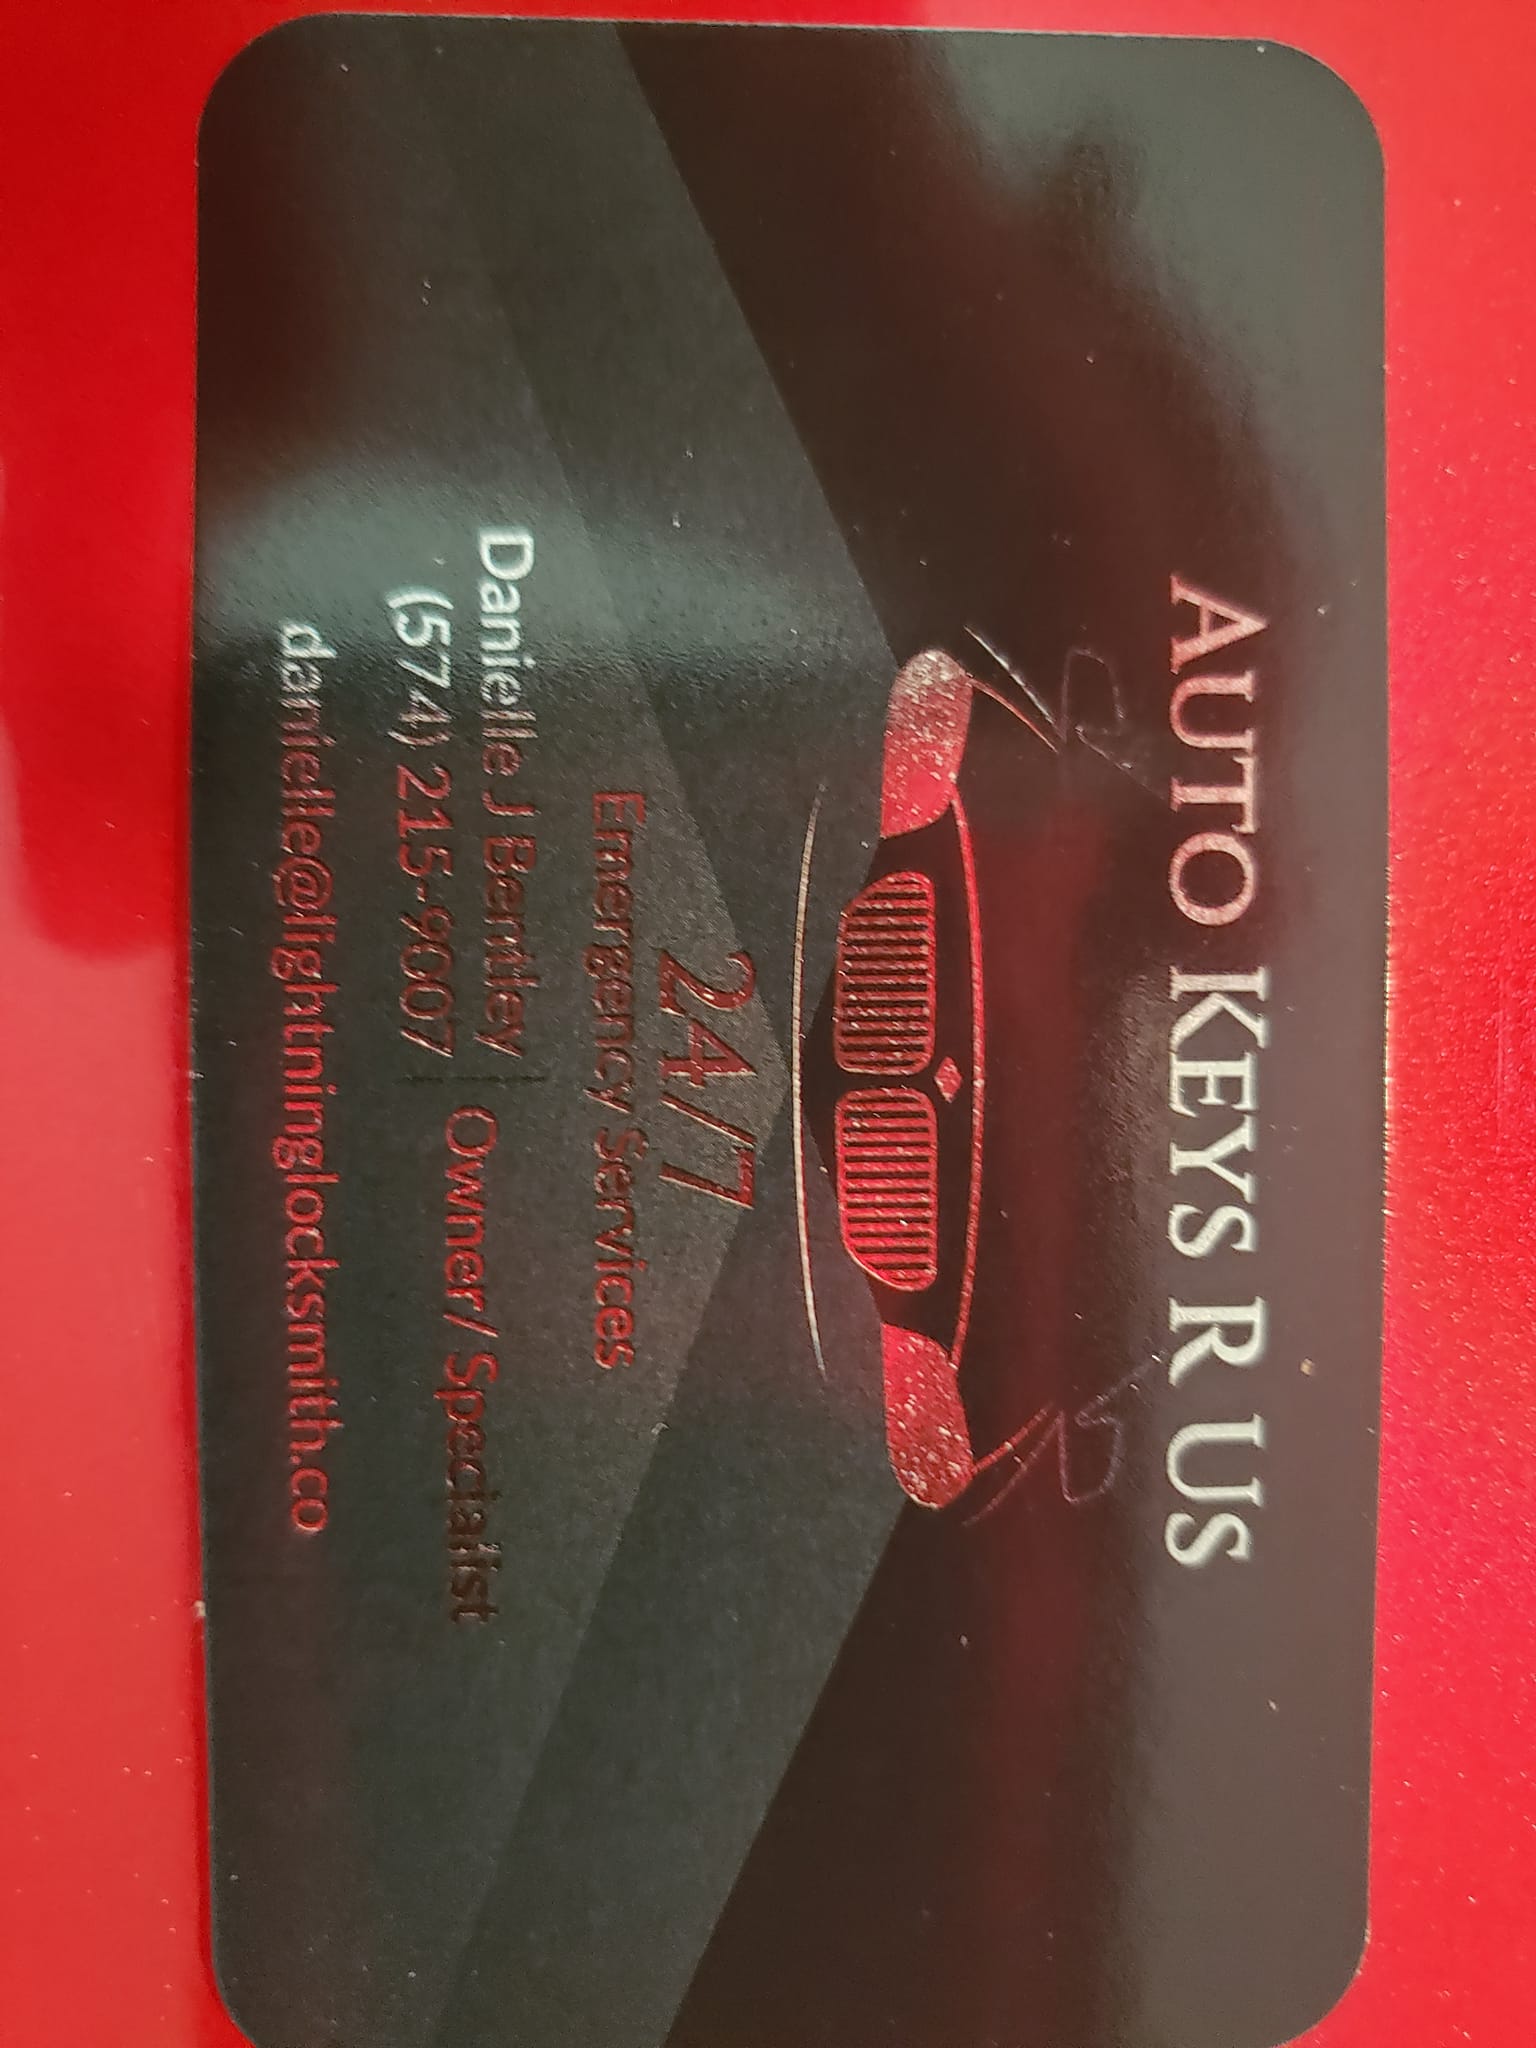 AUTO KEYS R US
24/7
Emergency Services
Danielle J Bentley | Owner/ Specialist
(574) 215-9007
danielle@lightninglocksmith.co